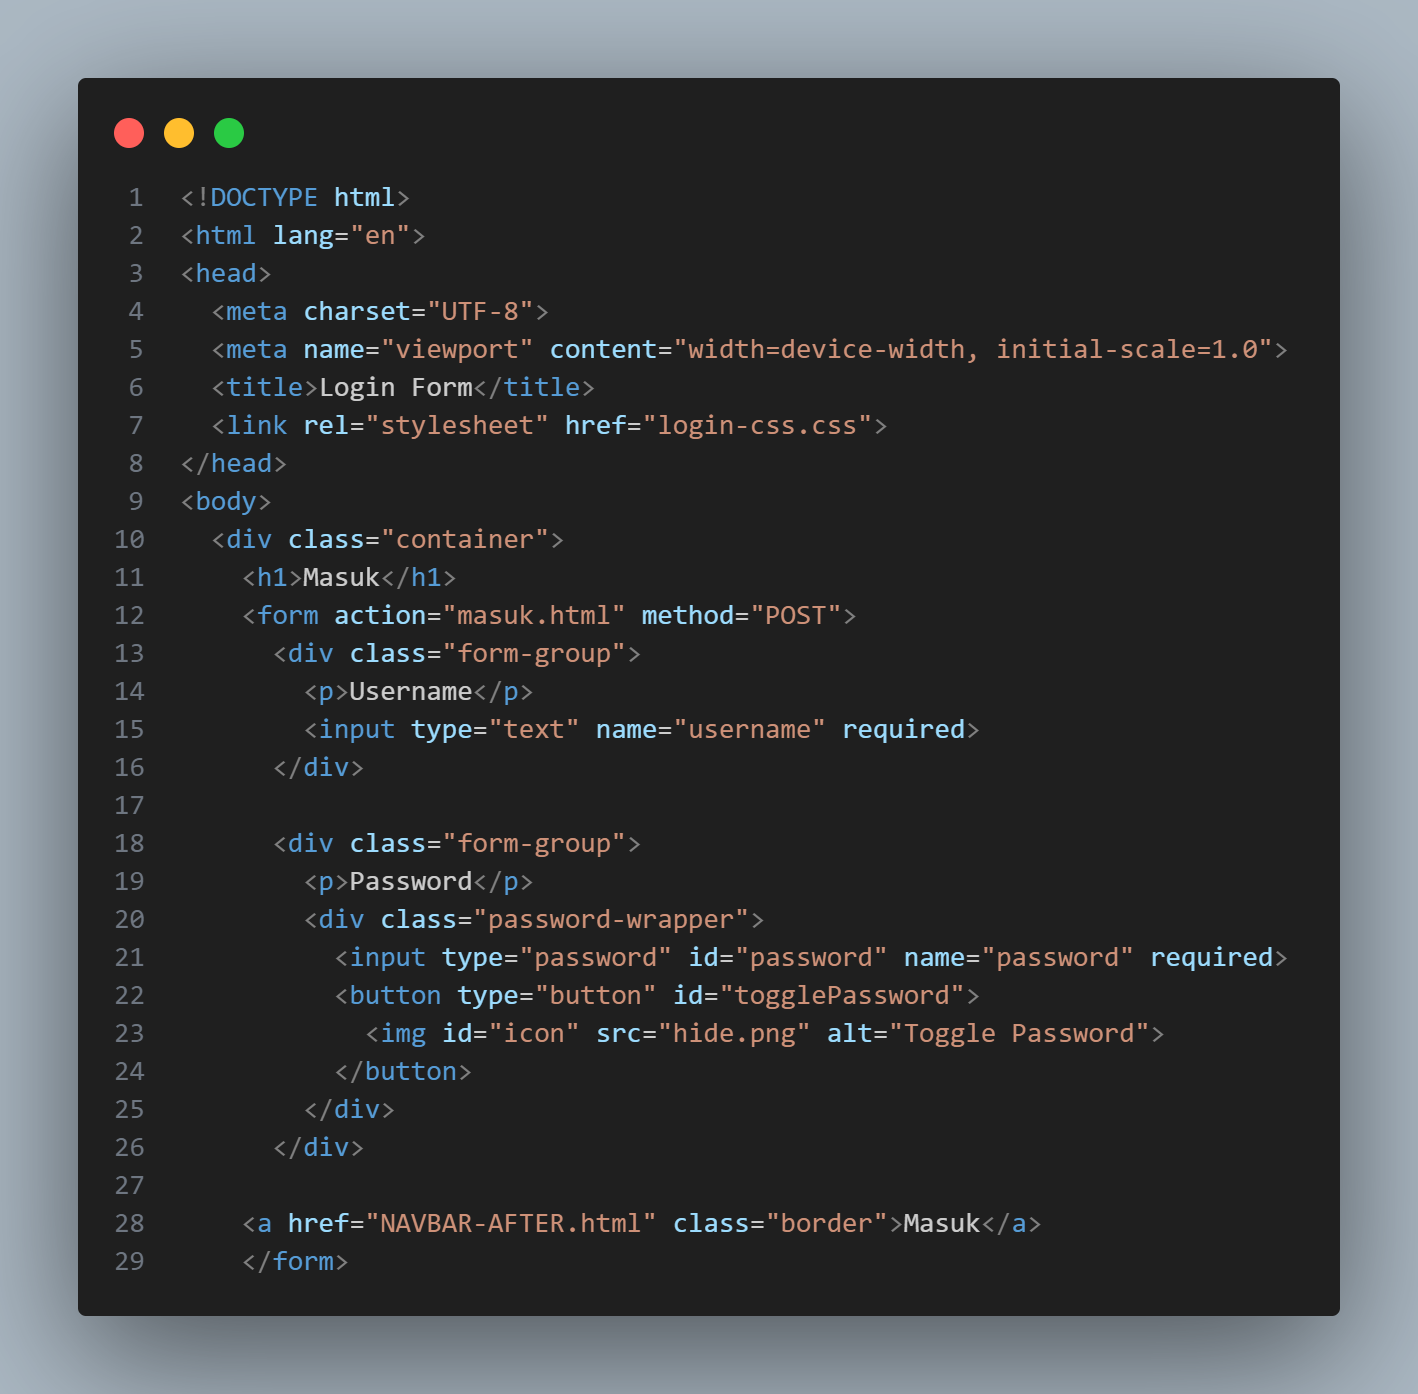 1 <!DOCTYPE html>
2 <html lang="en">
3 <head>
4   <meta charset="UTF-8">
5   <meta name="viewport" content="width=device-width, initial-scale=1.0">
6   <title>Login Form</title>
7   <link rel="stylesheet" href="login-css.css">
8 </head>
9 <body>
10   <div class="container">
11     <h1>Masuk</h1>
12     <form action="masuk.html" method="POST">
13       <div class="form-group">
14         <p>Username</p>
15         <input type="text" name="username" required>
16       </div>
17
18       <div class="form-group">
19         <p>Password</p>
20         <div class="password-wrapper">
21           <input type="password" id="password" name="password" required>
22           <button type="button" id="togglePassword">
23             <img id="icon" src="hide.png" alt="Toggle Password">
24           </button>
25         </div>
26       </div>
27
28     <a href="NAVBAR-AFTER.html" class="border">Masuk</a>
29     </form>